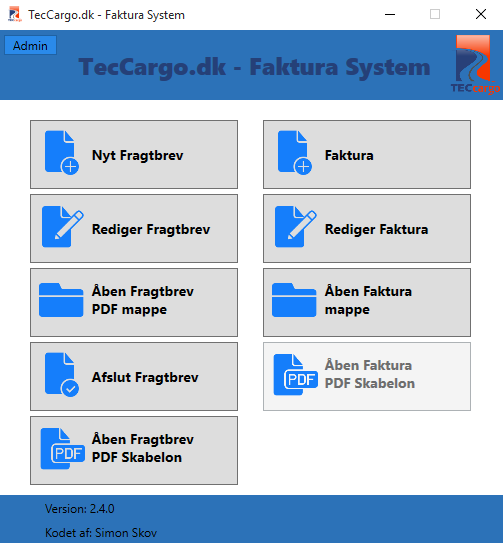 TecCargo.dk - Faktura System
Admin
TecCargo.dk - Faktura System
TECcargo
Nyt Fragtbrev
Faktura
Rediger Fragtbrev
Rediger Faktura
Åben Fragtbrev
PDF mappe
Åben Faktura
mappe
Afslut Fragtbrev
PDF
Åben Faktura
PDF Skabelon
PDF
Åben Fragtbrev
PDF Skabelon
Version: 2.4.0
Kodet af: Simon Skov